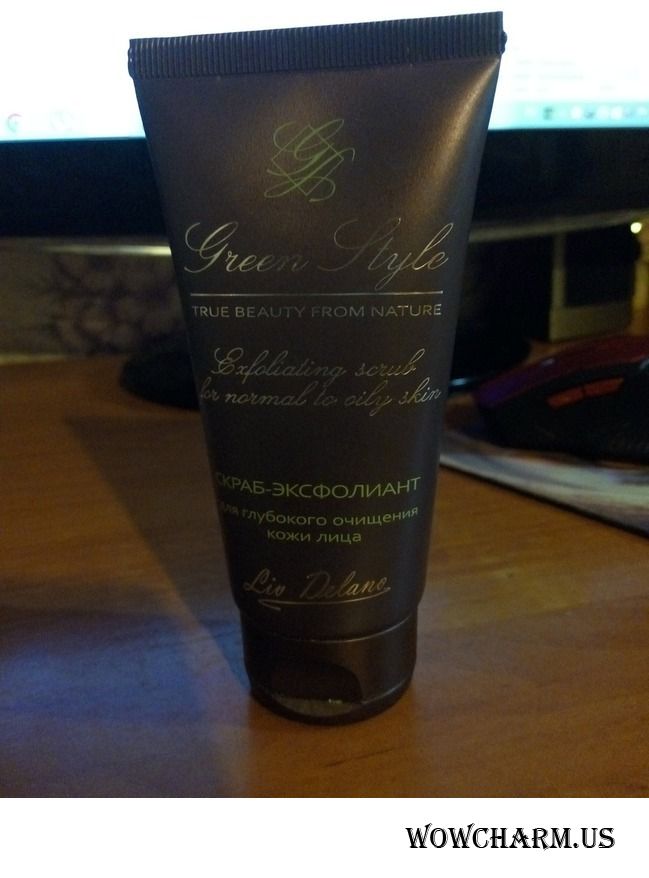 Green Style
TRUE BEAUTY FROM NATURE
Exfoliating scrub
for normal to oily skin
СКРАБ-ЭКСФОЛИАНТ
для глубокого очищения
кожи лица
Liv Delano
WOWCHARM.US